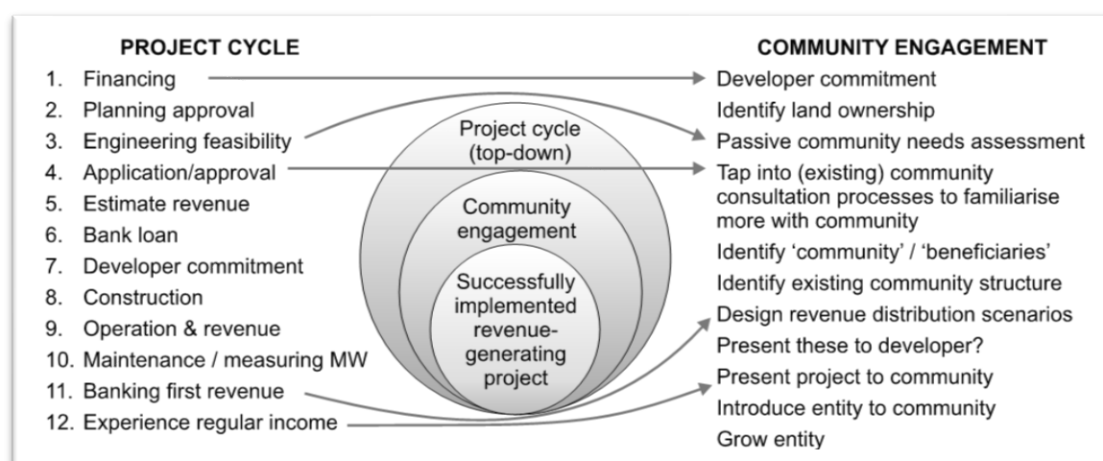 PROJECT CYCLE
1. Financing
2. Planning approval
3. Engineering feasibility
4. Application/approval
5. Estimate revenue
6. Bank loan
7. Developer commitment
8. Construction
9. Operation & revenue
10. Maintenance / measuring MW
11. Banking first revenue
12. Experience regular income
Project cycle
(top-down)
Community
engagement
Successfully
implemented
revenue-
generating
project
COMMUNITY ENGAGEMENT
Developer commitment
Identify land ownership
Passive community needs assessment
Tap into (existing) community
consultation processes to familiarise
more with community
Identify ‘community’ / ‘beneficiaries’
Identify existing community structure
Design revenue distribution scenarios
Present these to developer?
Present project to community
Introduce entity to community
Grow entity